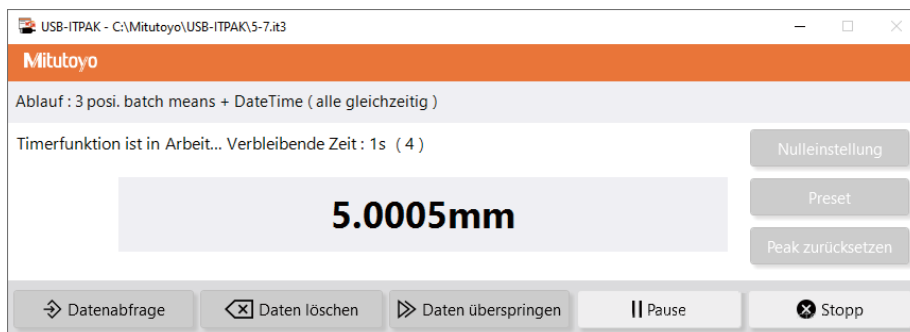 USB-ITPAK - C:\Mitutoyo\USB-ITPAK\5-7.it3
Mitutoyo
Ablauf : 3 posi. batch means + DateTime ( alle gleichzeitig )
Timerfunktion ist in Arbeit... Verbleibende Zeit : 1s ( 4 )
Nulleinstellung
5.0005mm
Preset
Peak zurücksetzen
Datenabfrage Daten löschen Daten überspringen Pause Stopp